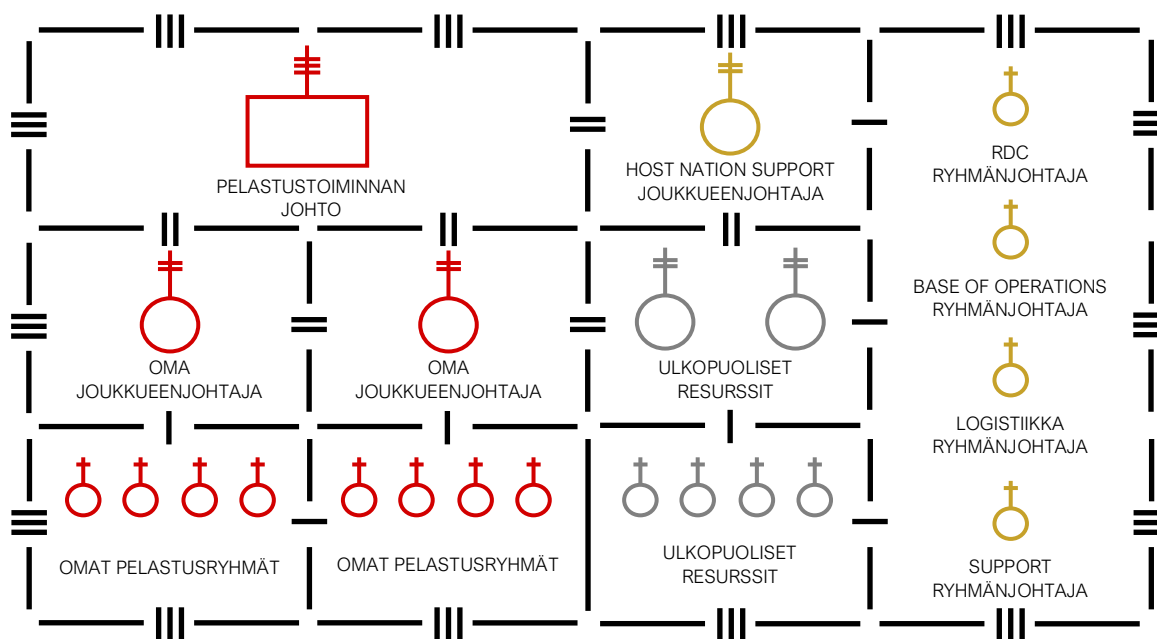 PELASTUSTOIMINNAN
JOHTO
HOST NATION SUPPORT
JOUKKUEENJOHTAJA
RDC
RYHMÄNJOHTAJA
BASE OF OPERATIONS
RYHMÄNJOHTAJA
OMA
JOUKKUEENJOHTAJA
OMA
JOUKKUEENJOHTAJA
ULKOPUOLISET
RESURSSIT
LOGISTIIKKA
RYHMÄNJOHTAJA
OMAT PELASTUSRYHMÄT
OMAT PELASTUSRYHMÄT
ULKOPUOLISET
RESURSSIT
SUPPORT
RYHMÄNJOHTAJA